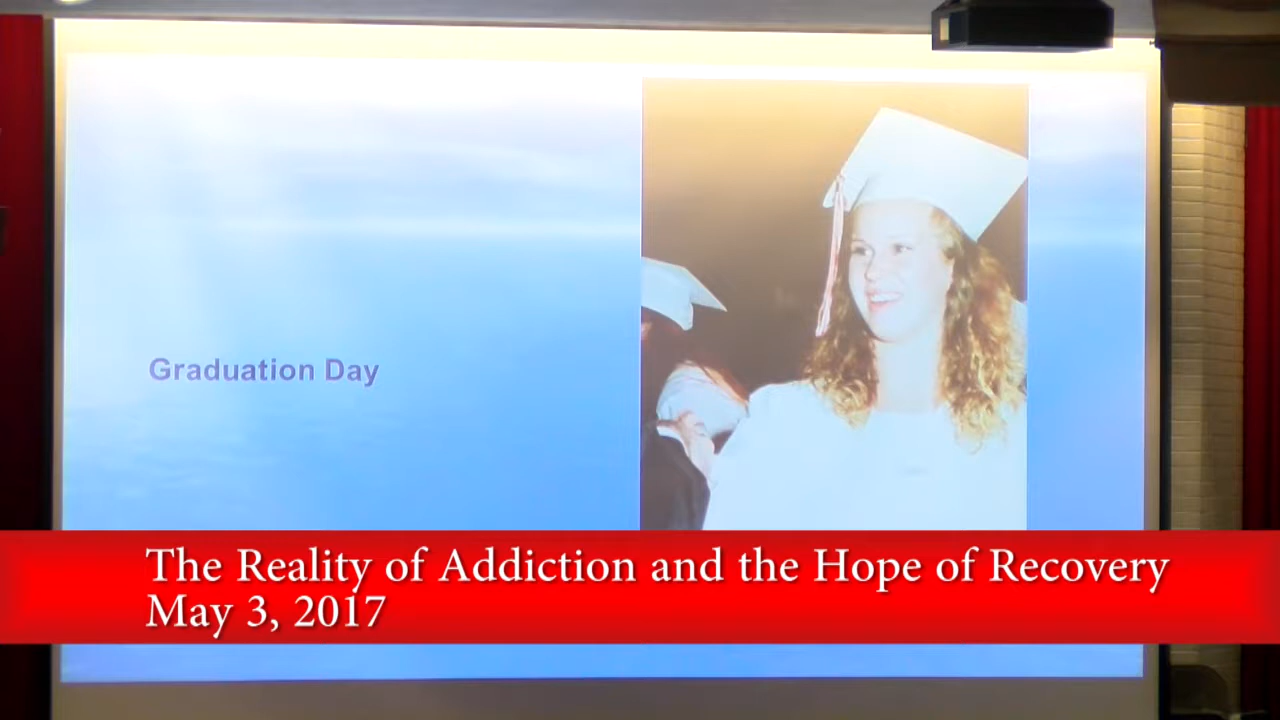 Graduation Day
The Reality of Addiction and the Hope of Recovery
May 3, 2017